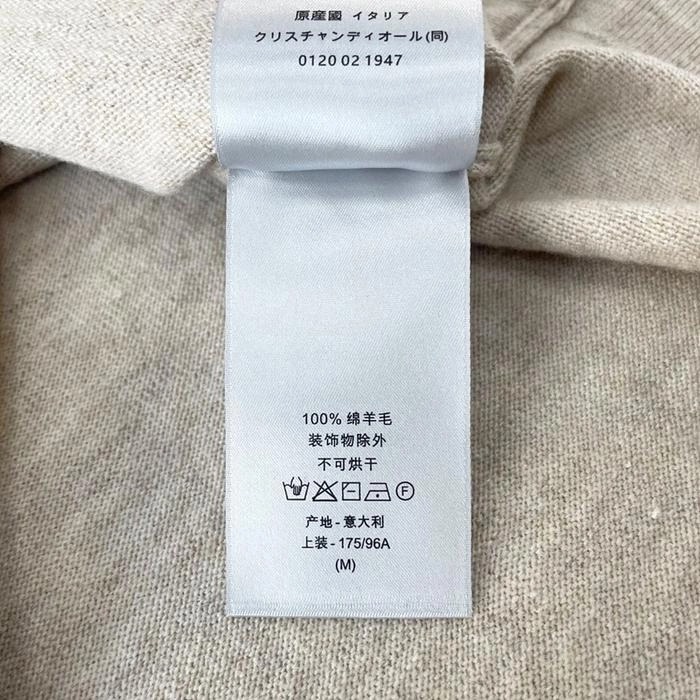 原産國 イタリア
クリスチャンディオール(同)
0120 02 1947
100% 绵羊毛
装饰物除外
不可烘干
F
产地-意大利
上装-175/96A
(M)